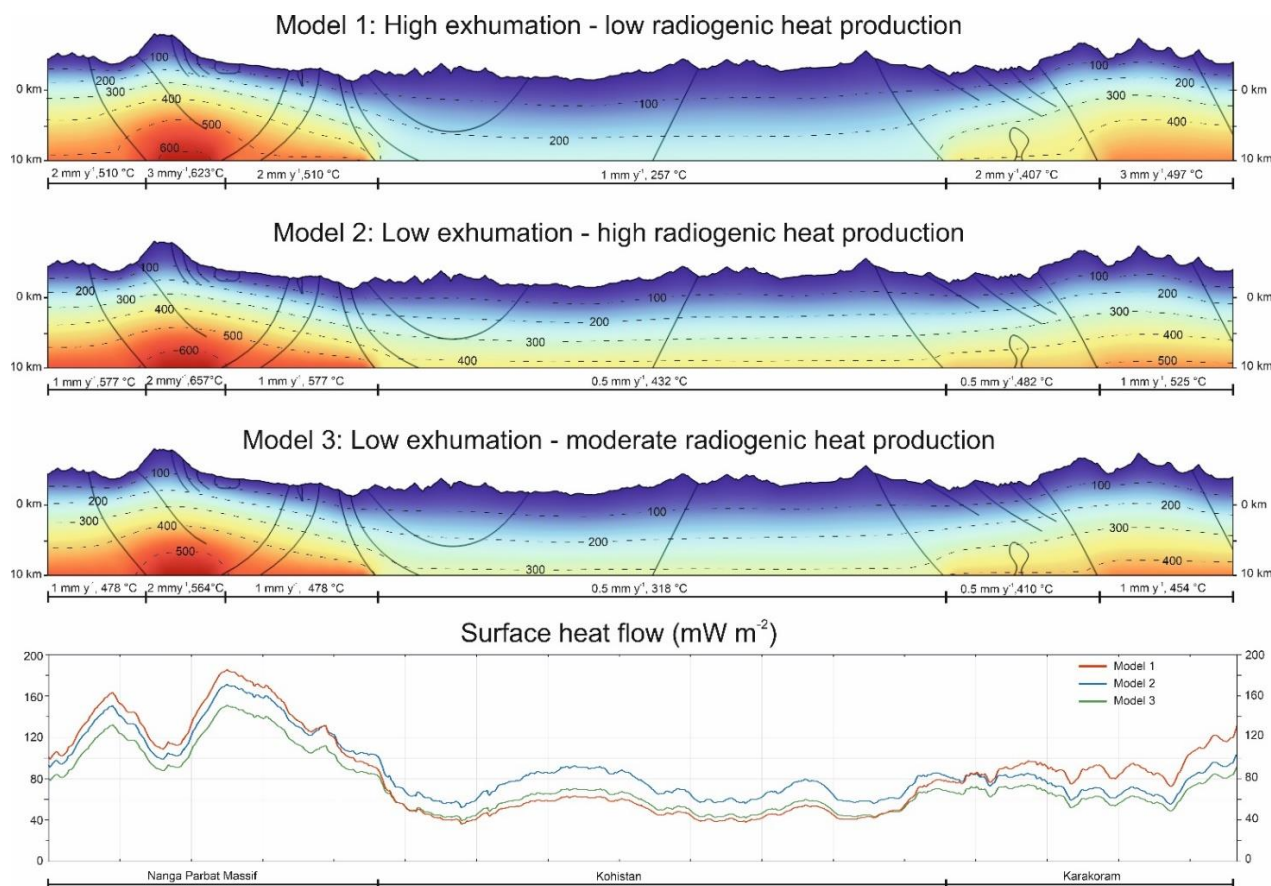 Model 1: High exhumation - low radiogenic heat production
100 100
200 200
300 300
0 km 0 km
400 100 400
500 200
600
10 km 10 km
2 mm y⁻¹,510 °C 3 mmy⁻¹,623°C 2 mm y⁻¹,510 °C 1 mm y⁻¹, 257 °C 2 mm y⁻¹,407 °C 3 mm y⁻¹,497 °C
Model 2: Low exhumation - high radiogenic heat production
100 100
200 200
0 km 300 100 0 km
400 200 300
500 300 400
600 400 500
10 km 10 km
1 mm y⁻¹,577 °C 2 mmy⁻¹,657 °C 1 mm y⁻¹, 577 °C 0.5 mm y⁻¹, 432 °C 0.5 mm y⁻¹,482 °C 1 mm y⁻¹, 525 °C
Model 3: Low exhumation - moderate radiogenic heat production
100 100
200 200
0 km 100 0 km
300 300
400 200
500 300 400
10 km 10 km
1 mm y⁻¹, 478 °C 2 mmy⁻¹,564°C 1 mm y⁻¹, 478 °C 0.5 mm y⁻¹, 318 °C 0.5 mm y⁻¹,410 °C 1 mm y⁻¹, 454 °C
Surface heat flow (mW m⁻²)
200 200
Model 1
160 Model 2 160
Model 3
120 120
80 80
40 40
0 0
Nanga Parbat Massif Kohistan Karakoram